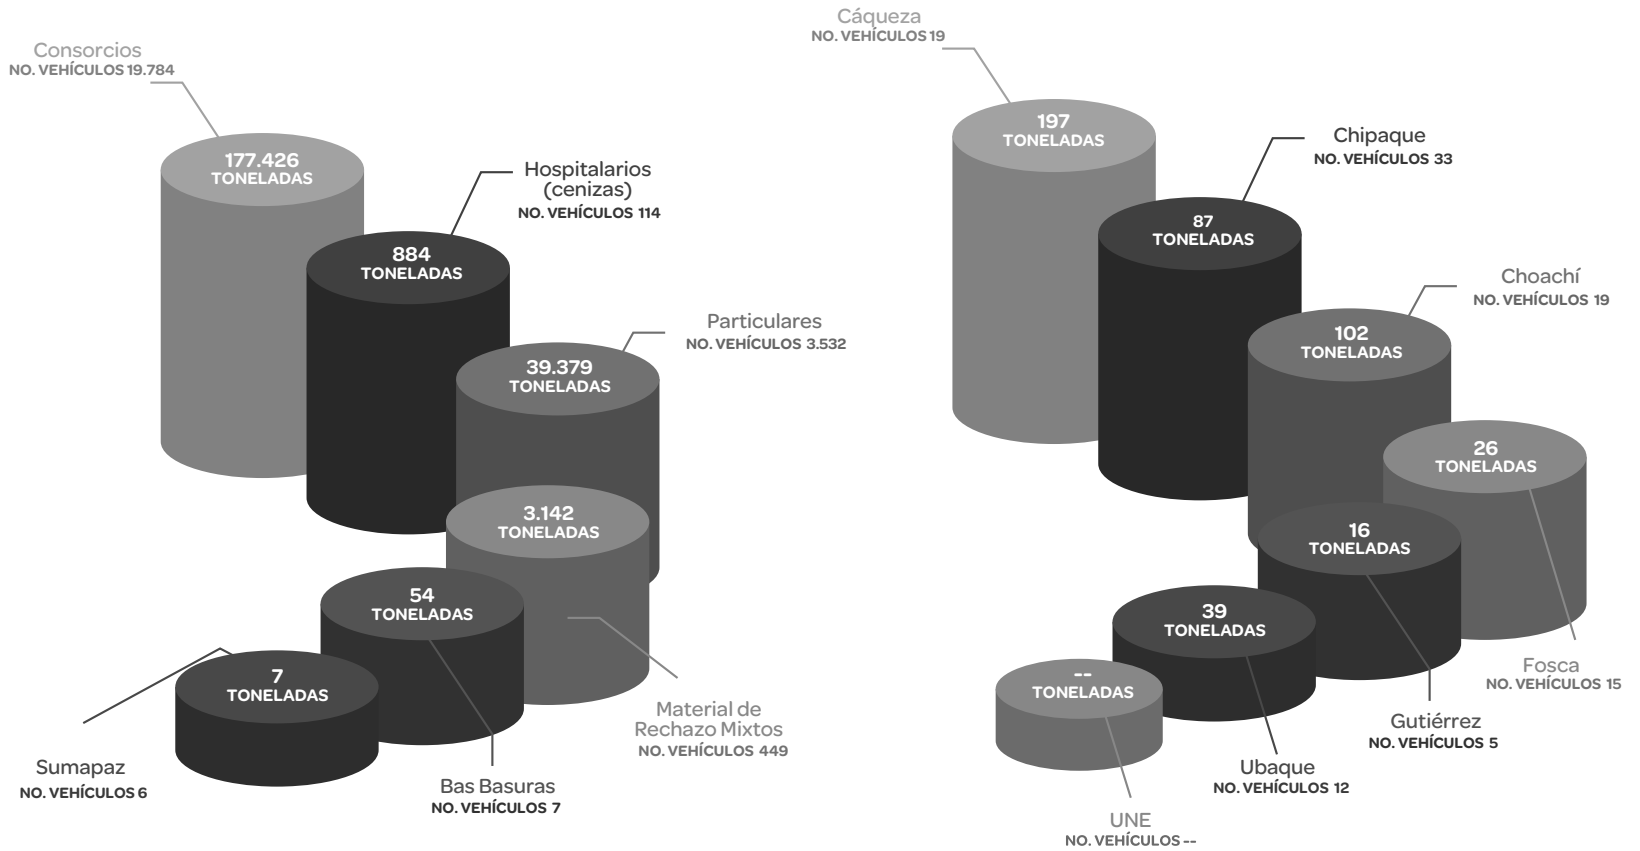 Consorcios
NO. VEHÍCULOS 19.784
177.426
TONELADAS
Hospitalarios
(cenizas)
NO. VEHÍCULOS 114
884
TONELADAS
Particulares
NO. VEHÍCULOS 3.532
39.379
TONELADAS
3.142
TONELADAS
Material de
Rechazo Mixtos
NO. VEHÍCULOS 449
54
TONELADAS
Bas Basuras
NO. VEHÍCULOS 7
7
TONELADAS
Sumapaz
NO. VEHÍCULOS 6
Cáqueza
NO. VEHÍCULOS 19
197
TONELADAS
Chipaque
NO. VEHÍCULOS 33
87
TONELADAS
Choachí
NO. VEHÍCULOS 19
102
TONELADAS
26
TONELADAS
Fosca
NO. VEHÍCULOS 15
16
TONELADAS
Gutiérrez
NO. VEHÍCULOS 5
39
TONELADAS
Ubaque
NO. VEHÍCULOS 12
--
TONELADAS
UNE
NO. VEHÍCULOS --